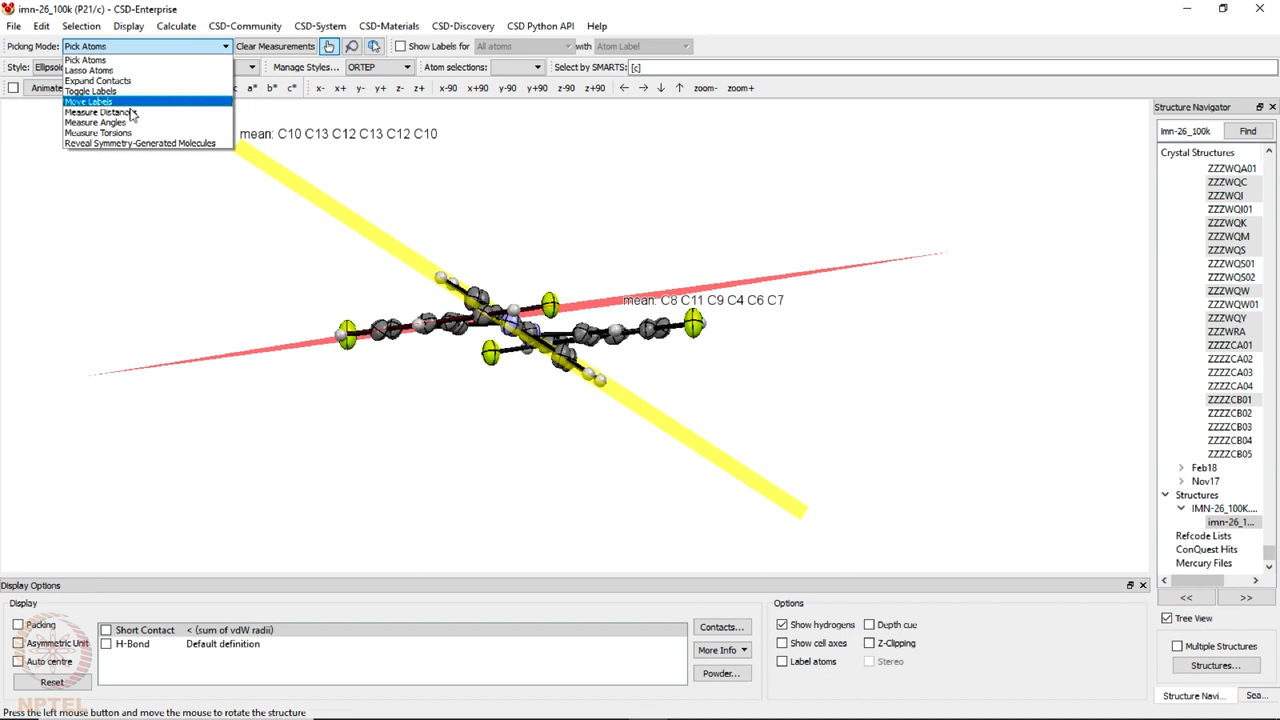 imn-26_100k (P21/c) - CSD-Enterprise
File Edit Selection Display Calculate CSD-Community CSD-System CSD-Materials CSD-Discovery CSD Python API Help
Picking Mode: Pick Atoms Clear Measurements Show Labels for All atoms with Atom Label
Style: Manage Styles... ORTEP Atom selections: Select by SMARTS: [c]
a* b* c* x- x+ y- y+ z- z+ x-90 x+90 y-90 y+90 z-90 z+90 ← → ↓ ↑ zoom- zoom+
Pick Atoms
Lasso Atoms
Expand Contacts
Toggle Labels
Move Labels
Measure Angles
Measure Torsions
Reveal Symmetry-Generated Molecules
mean: C10 C13 C12 C13 C12 C10
mean: C8 C11 C9 C4 C6 C7
Structure Navigator
imn-26_100k Find
Crystal Structures
ZZZWQA01
ZZZWQC
ZZZWQI
ZZZWQI01
ZZZWQK
ZZZWQM
ZZZWQS
ZZZWQS01
ZZZWQS02
ZZZWQW
ZZZWQW01
ZZZWQY
ZZZWRA
ZZZZCA01
ZZZZCA02
ZZZZCA03
ZZZZCA04
ZZZZCB01
ZZZZCB02
ZZZZCB03
ZZZZCB04
ZZZZCB05
Feb18
Nov17
Structures
IMN-26_100K....
imn-26_1...
Refcode Lists
ConQuest Hits
Mercury Files
<< >>
Tree View
Multiple Structures
Structures...
Structure Navi... Sea...
Display Options
Display
Packing
Asymmetric Unit
Auto centre
Reset
Short Contact < (sum of vdW radii)
H-Bond Default definition
Contacts...
More Info
Powder...
Options
Show hydrogens Depth cue
Show cell axes Z-Clipping
Label atoms Stereo
NPTEL
Press the left mouse button and move the mouse to rotate the structure